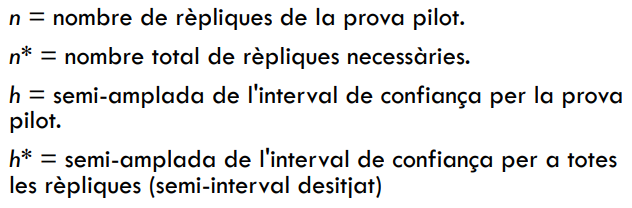 n = nombre de rèpliques de la prova pilot.
n* = nombre total de rèpliques necessàries.
h = semi-amplada de l'interval de confiança per la prova
pilot.
h* = semi-amplada de l'interval de confiança per a totes
les rèpliques (semi-interval desitjat)